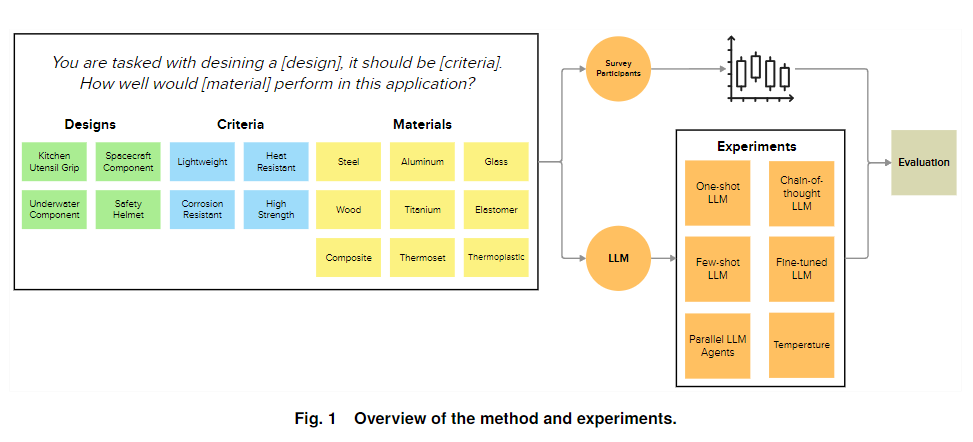 You are tasked with desining a [design], it should be [criteria].
How well would [material] perform in this application?
Designs
Criteria
Materials
Kitchen
Utensil Grip
Spacecraft
Component
Lightweight
Heat
Resistant
Steel
Aluminum
Glass
Underwater
Component
Safety
Helmet
Corrosion
Resistant
High
Strength
Wood
Titanium
Elastomer
Composite
Thermoset
Thermoplastic
Survey
Participants
LLM
Experiments
One-shot
LLM
Chain-of-
thought
LLM
Few-shot
LLM
Fine-tuned
LLM
Parallel LLM
Agents
Temperature
Evaluation
Fig. 1 Overview of the method and experiments.